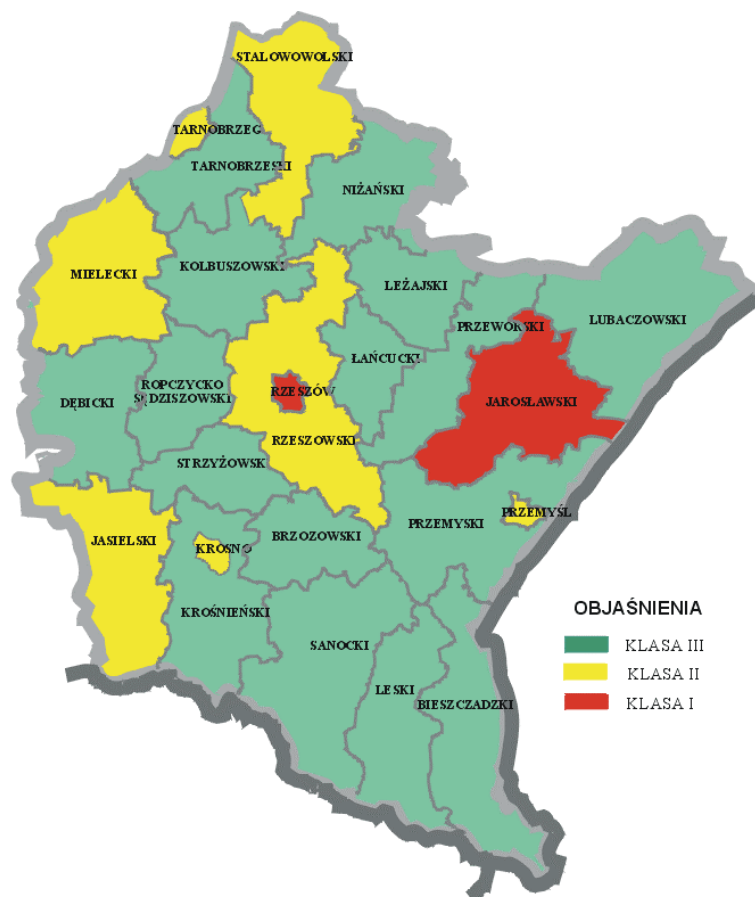 STALOWOWOLSKI
TARNOBRZEG
TARNOBRZESKI
NIŻAŃSKI
MIELECKI
KOLBUSZOWSKI
LEŻAJSKI
PRZEWORSKI
LUBACZOWSKI
ŁAŃCUCKI
DĘBICKI
ROPCZYCKO
SĘDZISZOWSKI
RZESZÓW
JAROSŁAWSKI
RZESZOWSKI
STRZYŻOWSK
JASIELSKI
KROSNO
BRZOZOWSKI
PRZEMYSKI
PRZEMYŚL
KROŚNIEŃSKI
SANOCKI
LESKI
BIESZCZADZKI
OBJAŚNIENIA
KLASA III
KLASA II
KLASA I